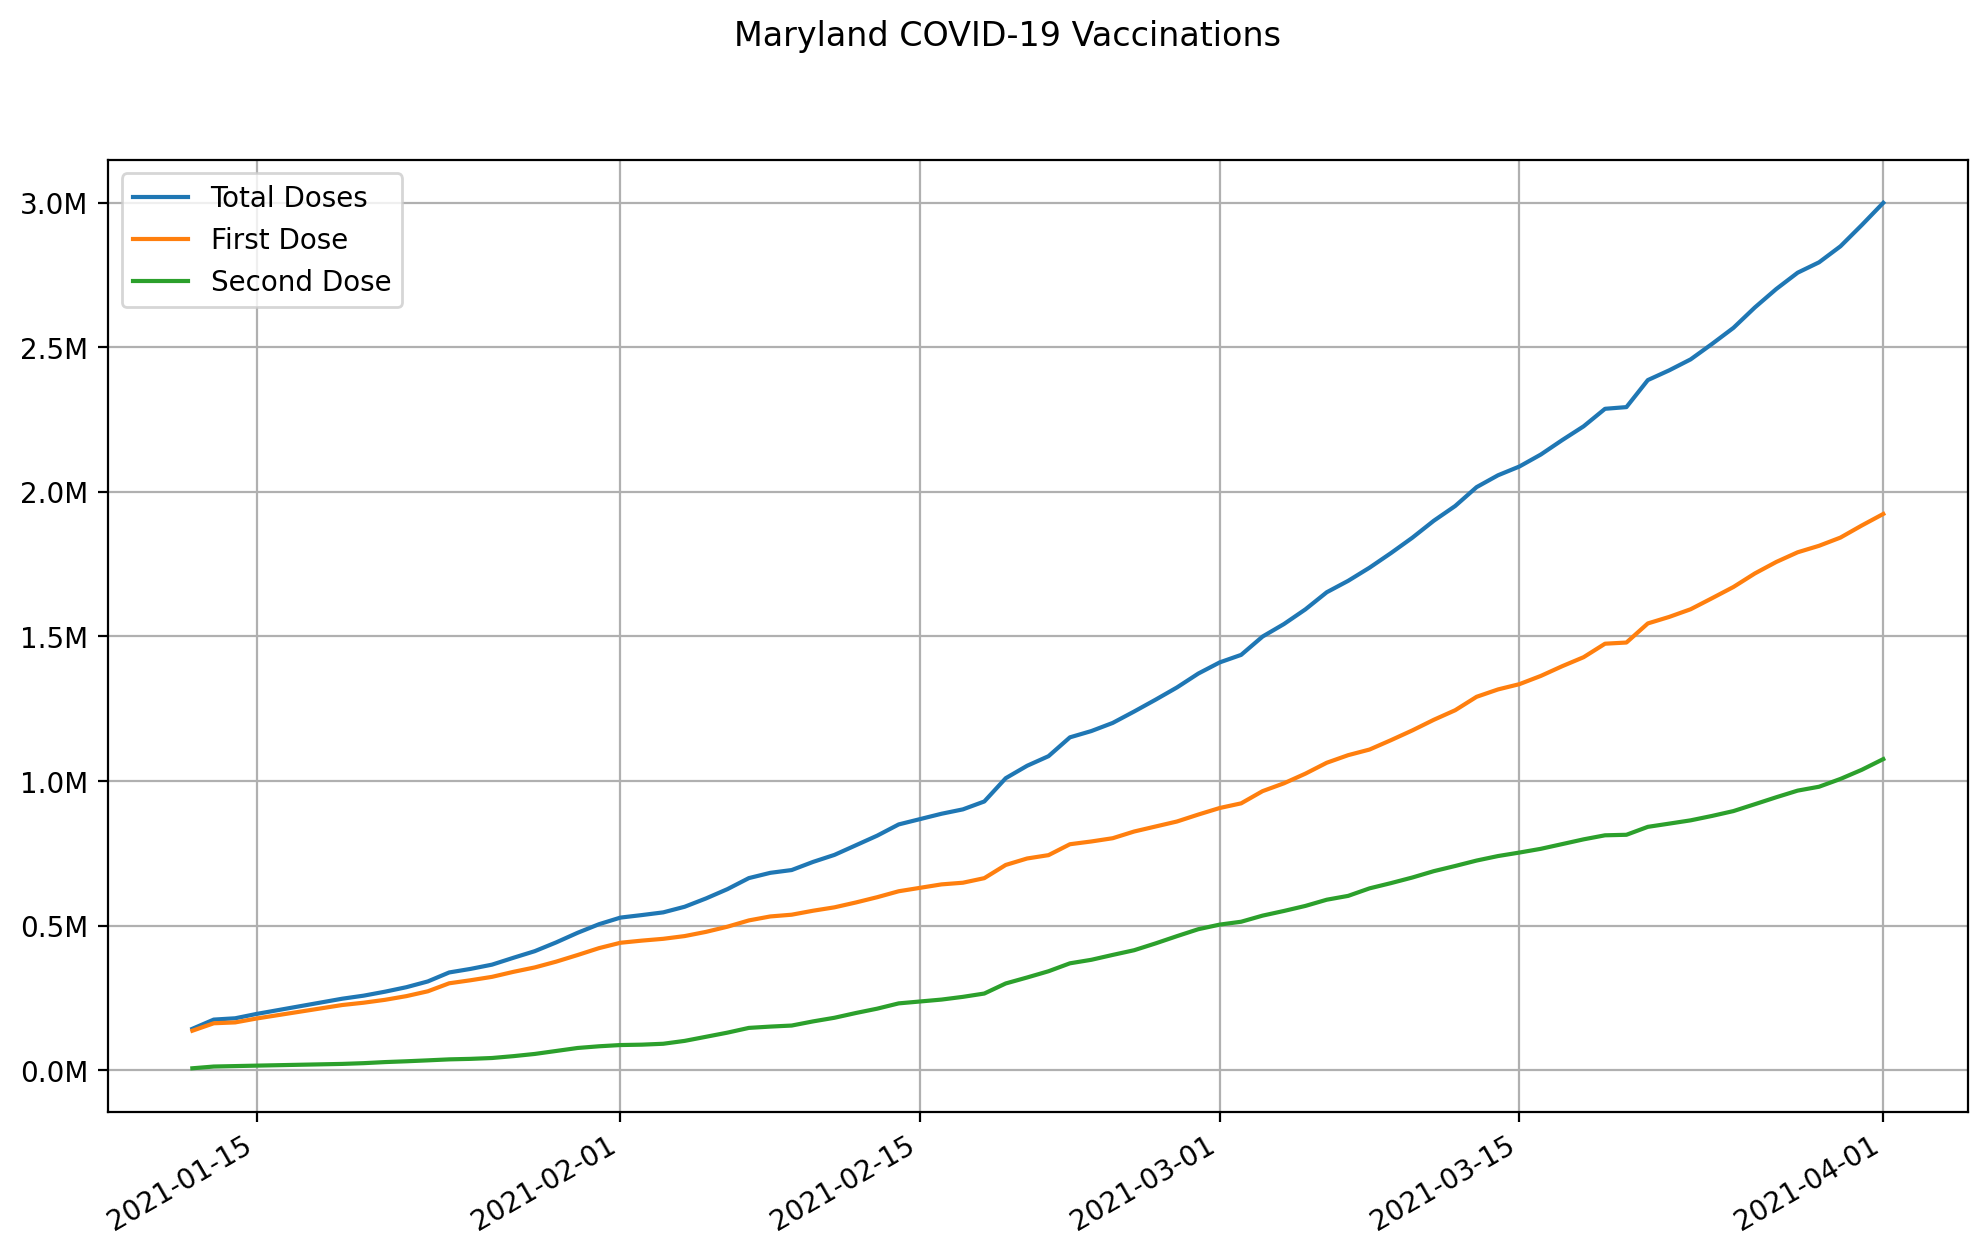 Maryland COVID-19 Vaccinations
Total Doses
First Dose
Second Dose
3.0M
2.5M
2.0M
1.5M
1.0M
0.5M
0.0M
2021-01-15
2021-02-01
2021-02-15
2021-03-01
2021-03-15
2021-04-01